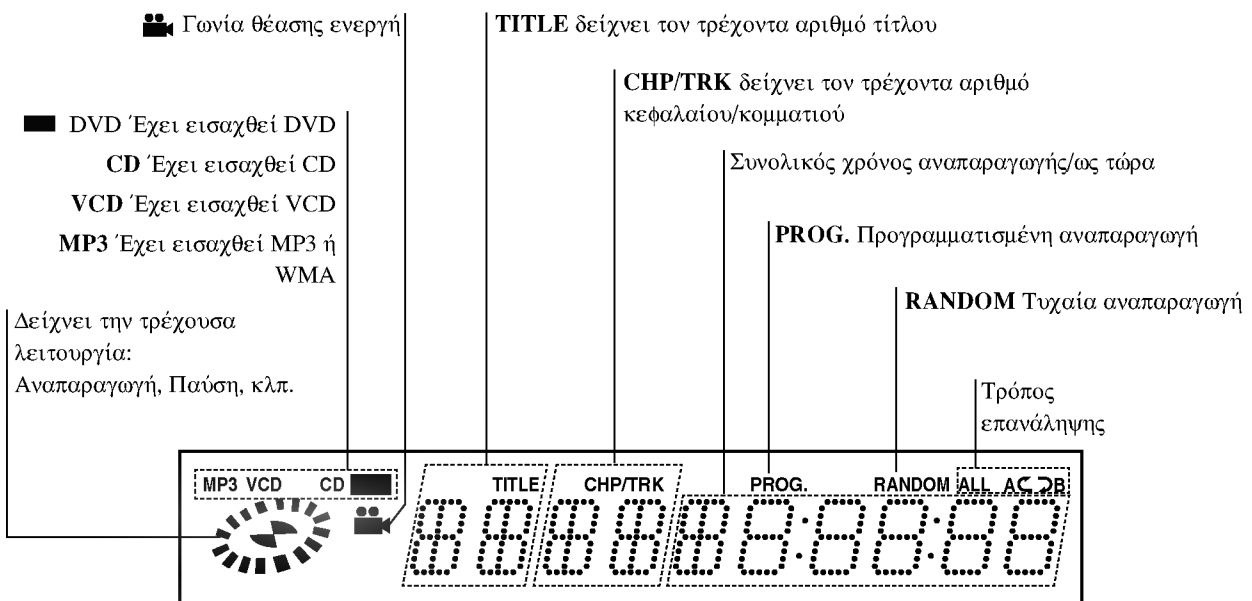 Γωνία θέασης ενεργή
TITLE δείχνει τον τρέχοντα αριθμό τίτλου
CHP/TRK δείχνει τον τρέχοντα αριθμό
κεφαλαίου/κομματιού
DVD Έχει εισαχθεί DVD
CD Έχει εισαχθεί CD
VCD Έχει εισαχθεί VCD
MP3 Έχει εισαχθεί MP3 ή
WMA
Συνολικός χρόνος αναπαραγωγής/ως τώρα
PROG. Προγραμματισμένη αναπαραγωγή
RANDOM Τυχαία αναπαραγωγή
Δείχνει την τρέχουσα
λειτουργία:
Αναπαραγωγή, Παύση, κλπ.
Τρόπος
επανάληψης
MP3 VCD CD TITLE CHP/TRK PROG. RANDOM ALL A B